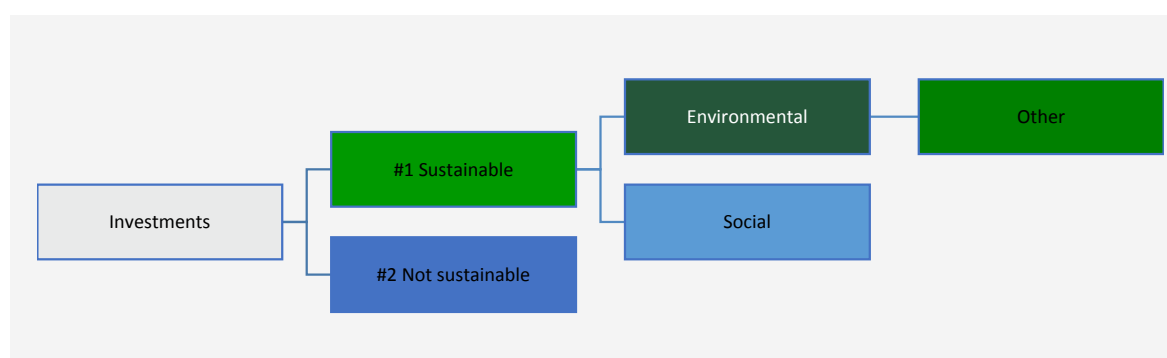 Investments
#1 Sustainable
#2 Not sustainable
Environmental
Social
Other